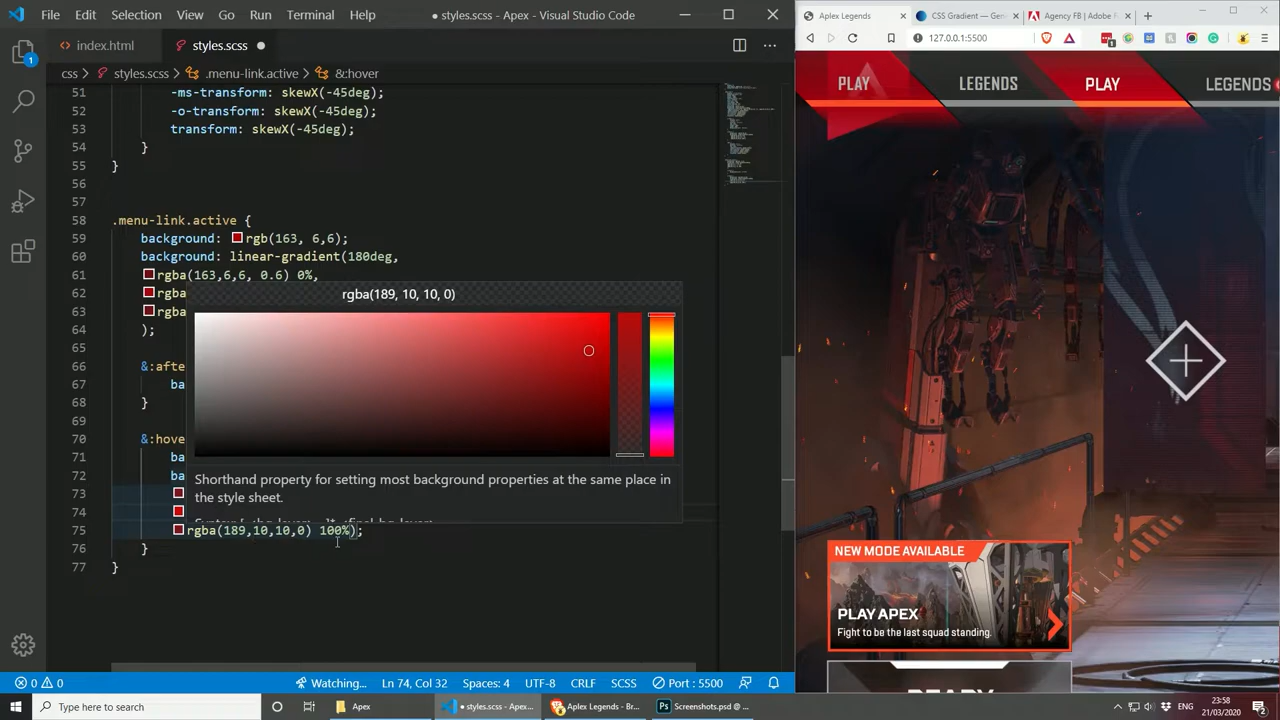 File Edit Selection View Go Run Terminal Help
● styles.scss - Apex - Visual Studio Code
1
index.html
styles.scss ●
css > styles.scss > .menu-link.active > &:hover
51 -ms-transform: skewX(-45deg);
52 -o-transform: skewX(-45deg);
53 transform: skewX(-45deg);
54 }
55 }
56
57
58 .menu-link.active {
59 background: rgb(163, 6,6);
60 background: linear-gradient(180deg,
61 rgba(163,6,6, 0.6) 0%,
62 rgba
63 rgba
64 );
65
66 &:afte
67 ba
68 }
69
70 &:hove
71 ba
72 ba
73
74
75 rgba(189,10,10,0) 100%);
76 }
77 }
rgba(189, 10, 10, 0)
Shorthand property for setting most background properties at the same place in
the style sheet.
0 0
Watching...
Ln 74, Col 32
Spaces: 4
UTF-8
CRLF
SCSS
Port : 5500
Aplex Legends
CSS Gradient — Gen
Agency FB | Adobe
127.0.0.1:5500
1
PLAY
LEGENDS
PLAY
LEGENDS
NEW MODE AVAILABLE
PLAY APEX
Fight to be the last squad standing.
READY
Type here to search
Apex
● styles.scss - Apex...
Aplex Legends - Br...
Screenshots.psd @ ...
23:58
21/03/2020
2